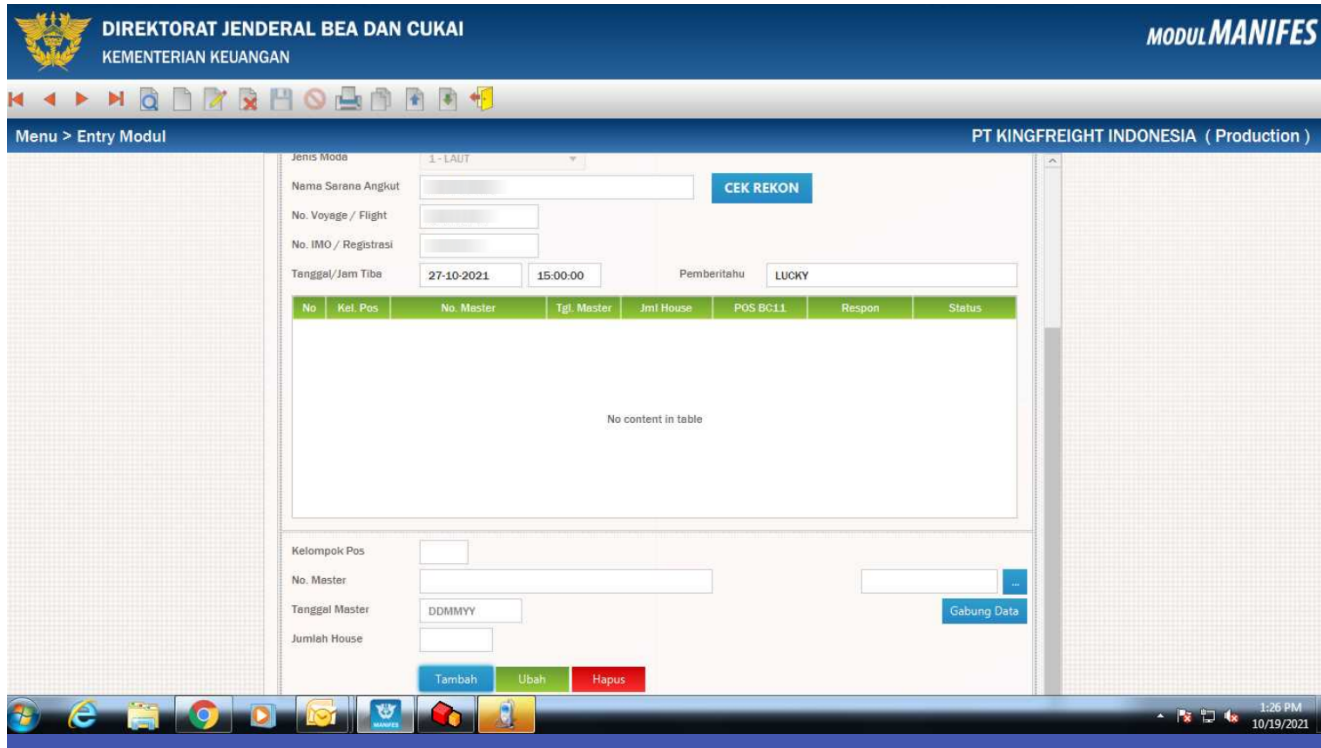 DIREKTORAT JENDERAL BEA DAN CUKAI
KEMENTERIAN KEUANGAN
MODUL MANIFES
Menu > Entry Modul
PT KINGFREIGHT INDONESIA ( Production )
Jenis Moda 1 - LAUT
Nama Sarana Angkut CEK REKON
No. Voyage / Flight
No. IMO / Registrasi
Tanggal/Jam Tiba 27-10-2021 15:00:00 Pemberitahu LUCKY
No Kel. Pos No. Master Tgl. Master Jml House POS BC11 Respon Status
No content in table
Kelompok Pos
No. Master ...
Tanggal Master DDMMYY Gabung Data
Jumlah House
Tambah Ubah Hapus
MANIFES
1:26 PM
10/19/2021